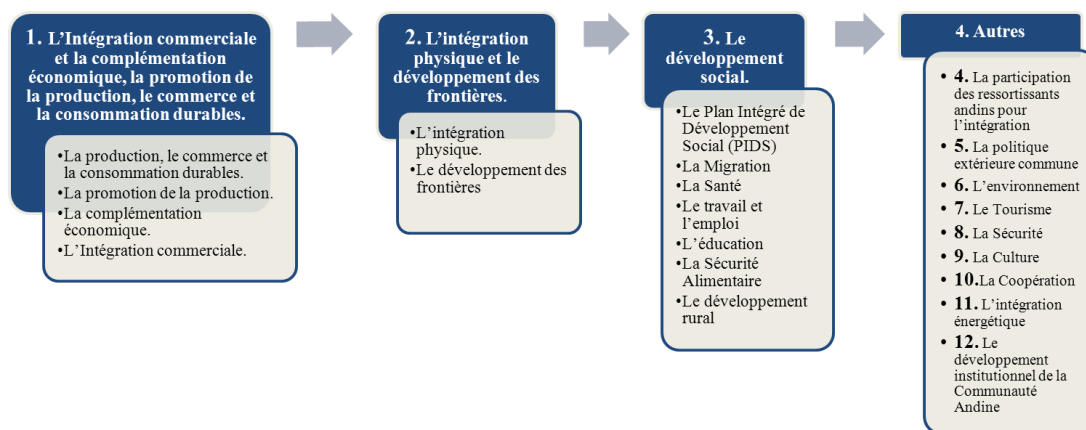 1. L’Intégration commerciale
et la complémentation
économique, la promotion de
la production, le commerce et
la consommation durables.
•La production, le commerce et
la consommation durables.
•La promotion de la production.
•La complémentation
économique.
•L’Intégration commerciale.
2. L’intégration
physique et le
développement des
frontières.
•L’intégration
physique.
•Le développement des
frontières
3. Le
développement
social.
•Le Plan Intégré de
Développement
Social (PIDS)
•La Migration
•La Santé
•Le travail et
l’emploi
•L’éducation
•La Sécurité
Alimentaire
•Le développement
rural
4. Autres
• 4. La participation
des ressortissants
andins pour
l’intégration
• 5. La politique
extérieure commune
• 6. L’environnement
• 7. Le Tourisme
• 8. La Sécurité
• 9. La Culture
• 10.La Coopération
• 11. L’intégration
énergétique
• 12. Le
développement
institutionnel de la
Communauté
Andine